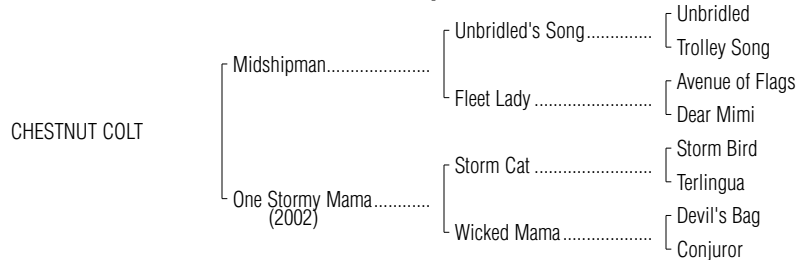 Unbridled
Unbridled's Song..............
Trolley Song
Midshipman......................
Avenue of Flags
Fleet Lady ........................
Dear Mimi
CHESTNUT COLT
Storm Bird
Storm Cat ........................
Terlingua
One Stormy Mama............
(2002)
Devil's Bag
Wicked Mama..................
Conjuror